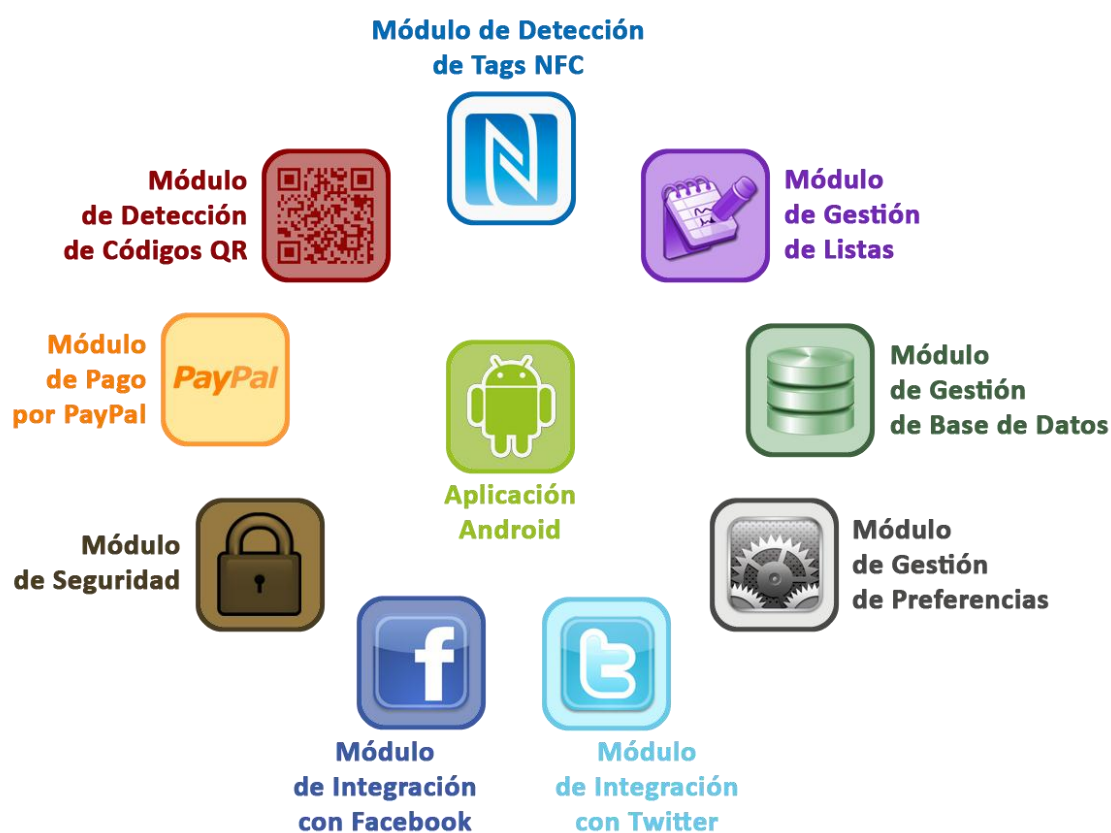 Módulo de Detección
de Tags NFC
Módulo
de Detección
de Códigos QR
Módulo
de Gestión
de Listas
Módulo
de Pago
por PayPal
PayPal
Aplicación
Android
Módulo
de Gestión
de Base de Datos
Módulo
de Seguridad
Módulo
de Gestión
de Preferencias
f
t
Módulo
de Integración
con Facebook
Módulo
de Integración
con Twitter